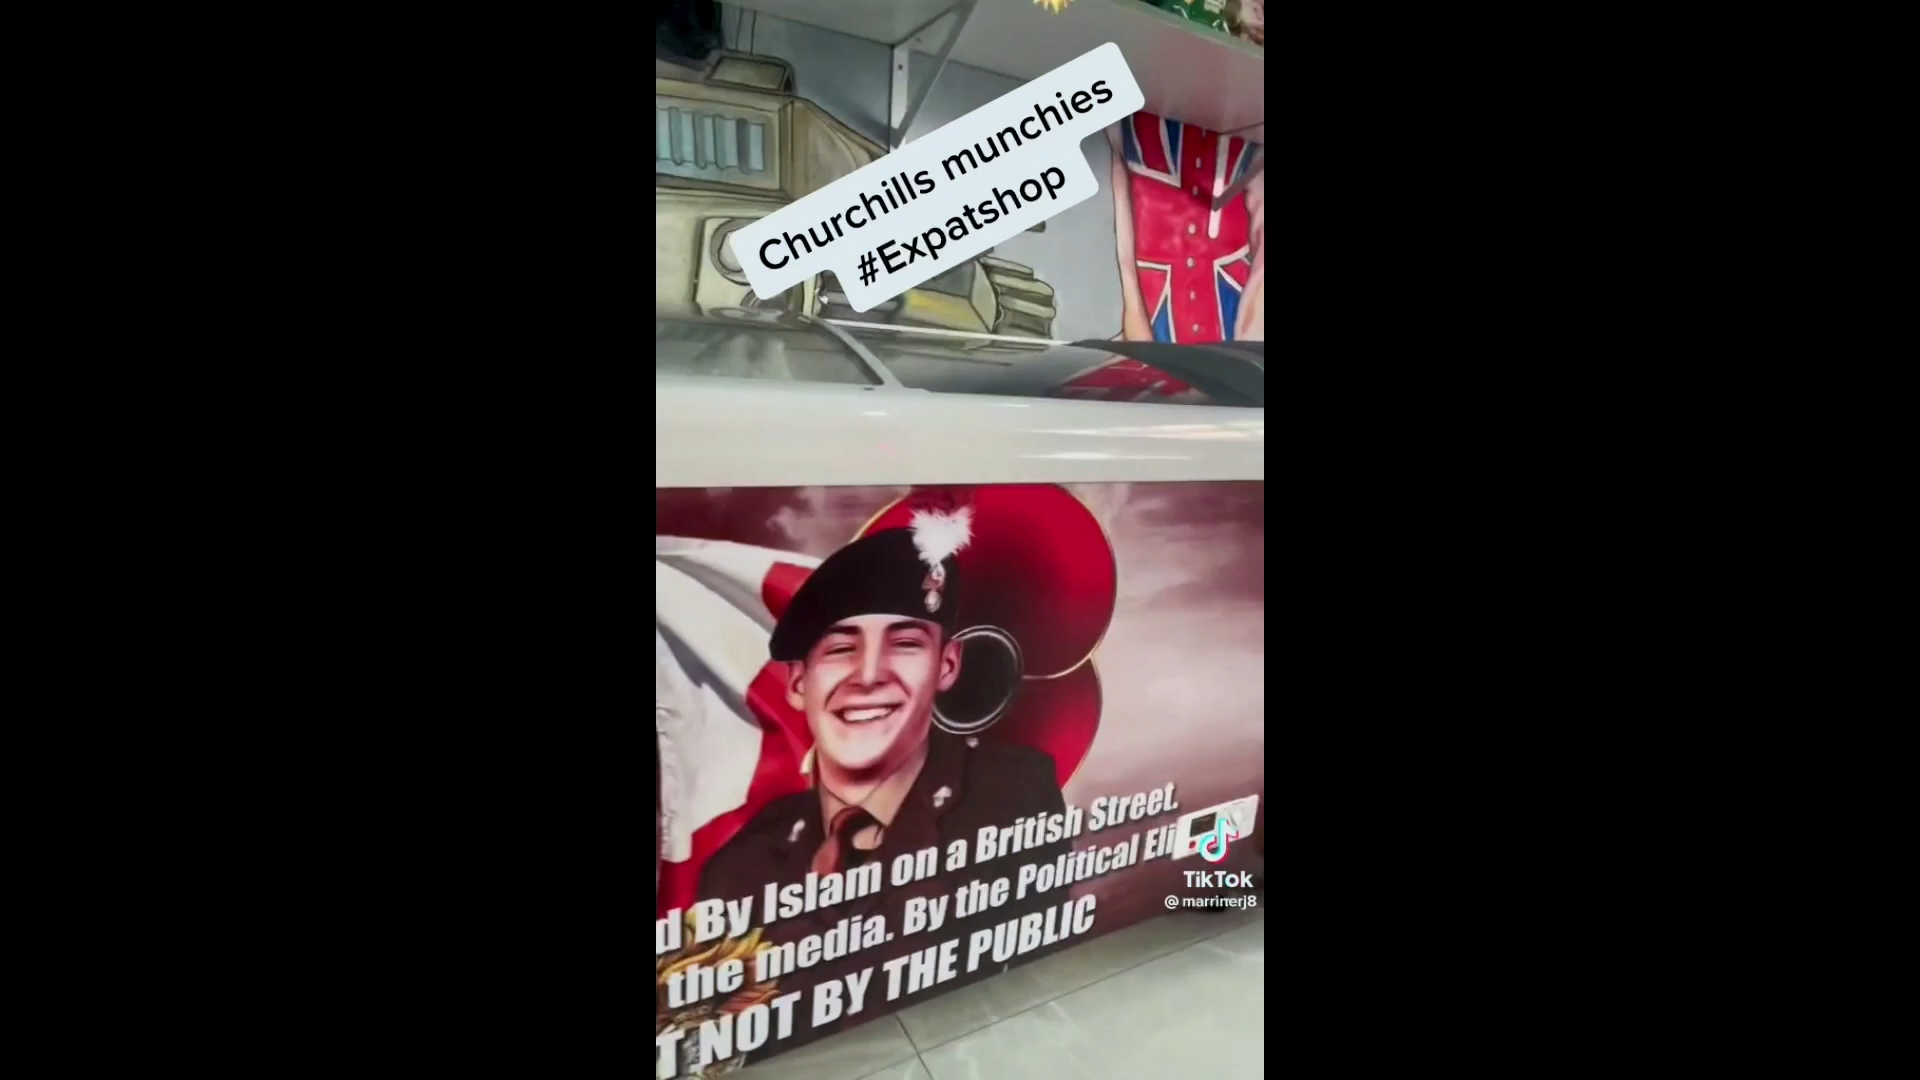 Churchills munchies
#Expatshop
By Islam on a British Street.
the media. By the Political
NOT BY THE PUBLIC
TikTok
@marrinerj8